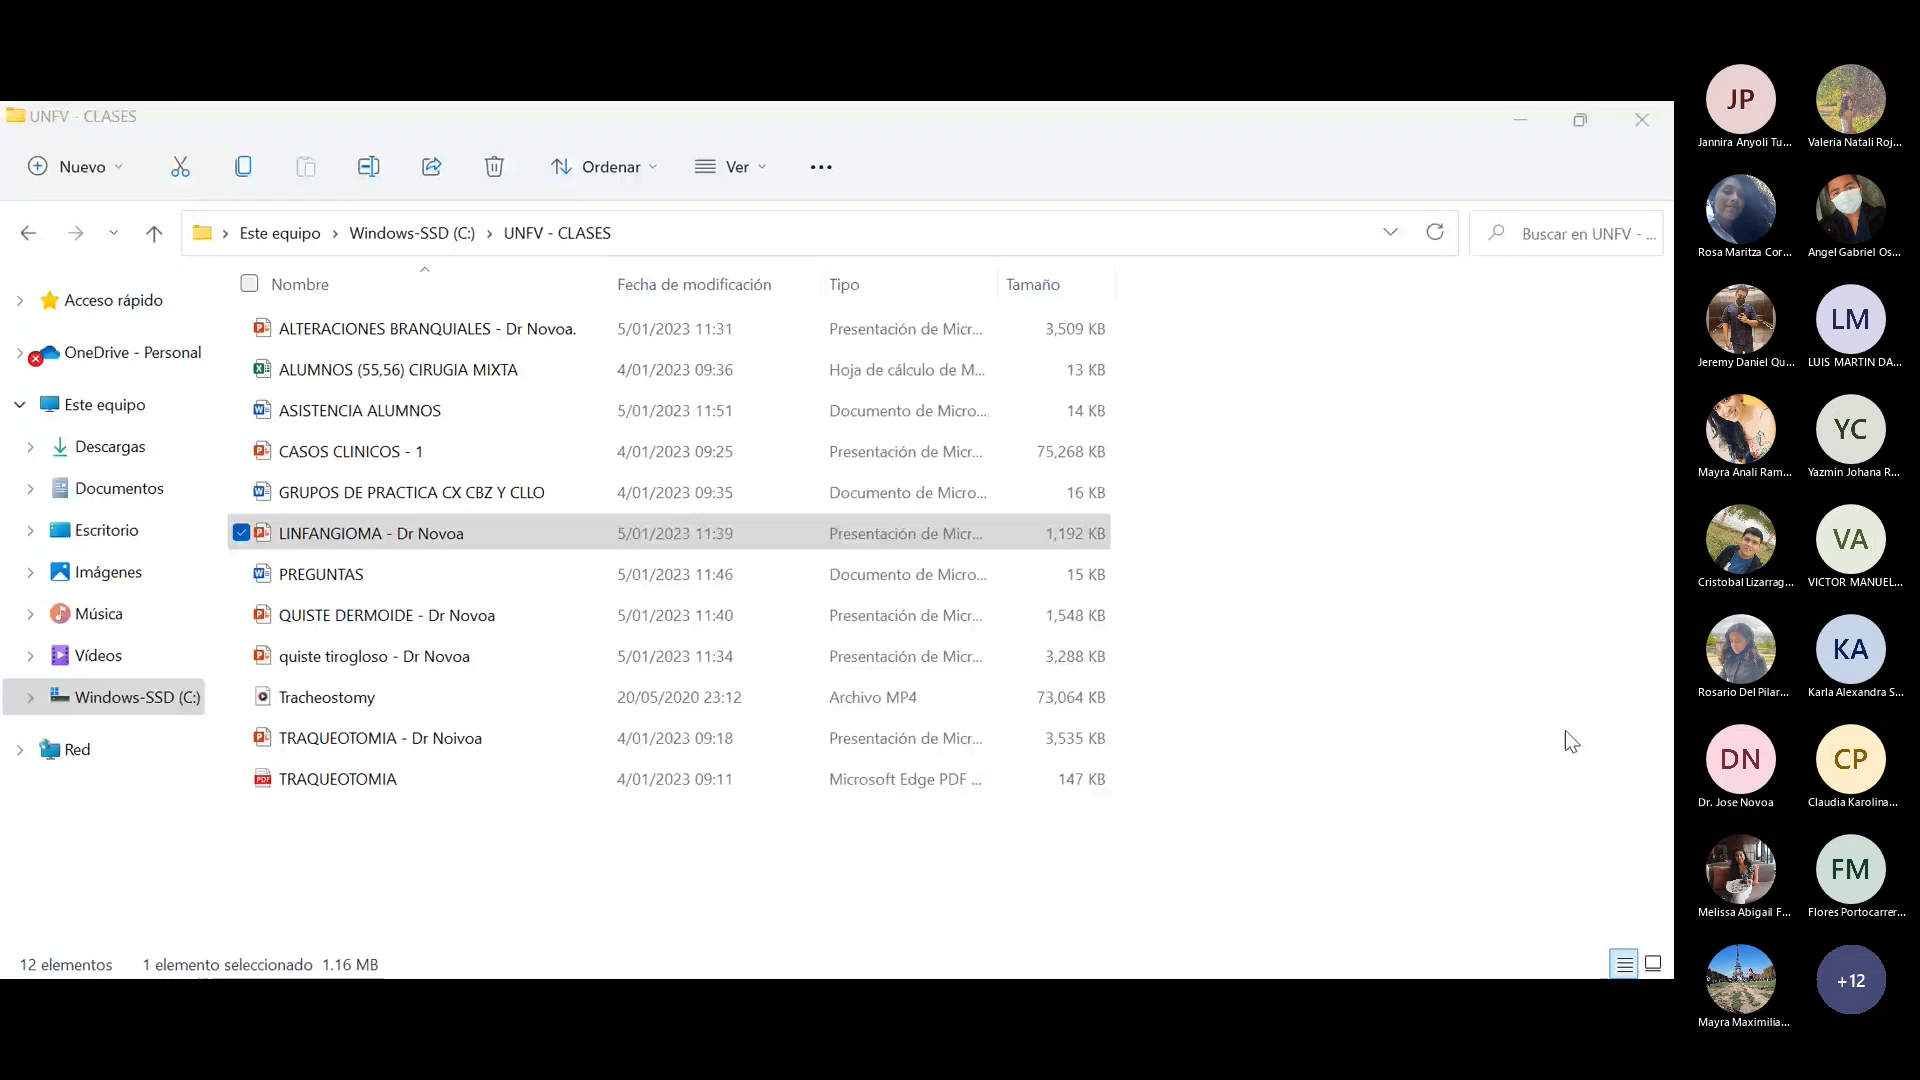 UNFV - CLASES
Nuevo
Ordenar
Ver
Este equipo › Windows-SSD (C:) › UNFV - CLASES
Buscar en UNFV - ...
Nombre Fecha de modificación Tipo Tamaño
Acceso rápido
OneDrive - Personal
Este equipo
Descargas
Documentos
Escritorio
Imágenes
Música
Vídeos
Windows-SSD (C:)
Red
ALTERACIONES BRANQUIALES - Dr Novoa. 5/01/2023 11:31 Presentación de Micr... 3,509 KB
ALUMNOS (55,56) CIRUGIA MIXTA 4/01/2023 09:36 Hoja de cálculo de M... 13 KB
ASISTENCIA ALUMNOS 5/01/2023 11:51 Documento de Micro... 14 KB
CASOS CLINICOS - 1 4/01/2023 09:25 Presentación de Micr... 75,268 KB
GRUPOS DE PRACTICA CX CBZ Y CLLO 4/01/2023 09:35 Documento de Micro... 16 KB
LINFANGIOMA - Dr Novoa 5/01/2023 11:39 Presentación de Micr... 1,192 KB
PREGUNTAS 5/01/2023 11:46 Documento de Micro... 15 KB
QUISTE DERMOIDE - Dr Novoa 5/01/2023 11:40 Presentación de Micr... 1,548 KB
quiste tirogloso - Dr Novoa 5/01/2023 11:34 Presentación de Micr... 3,288 KB
Tracheostomy 20/05/2020 23:12 Archivo MP4 73,064 KB
TRAQUEOTOMIA - Dr Noivoa 4/01/2023 09:18 Presentación de Micr... 3,535 KB
TRAQUEOTOMIA 4/01/2023 09:11 Microsoft Edge PDF ... 147 KB
12 elementos 1 elemento seleccionado 1.16 MB
JP
Jannira Anyoli Tu... Valeria Natali Roj...
Rosa Maritza Cor... Angel Gabriel Os...
LM
Jeremy Daniel Qu... LUIS MARTIN DA...
YC
Mayra Anali Ram... Yazmin Johana R...
VA
Cristobal Lizarrag... VICTOR MANUEL...
KA
Rosario Del Pilar... Karla Alexandra S...
DN CP
Dr. Jose Novoa Claudia Karolina...
FM
Melissa Abigail F... Flores Portocarrer...
+12
Mayra Maximilia...